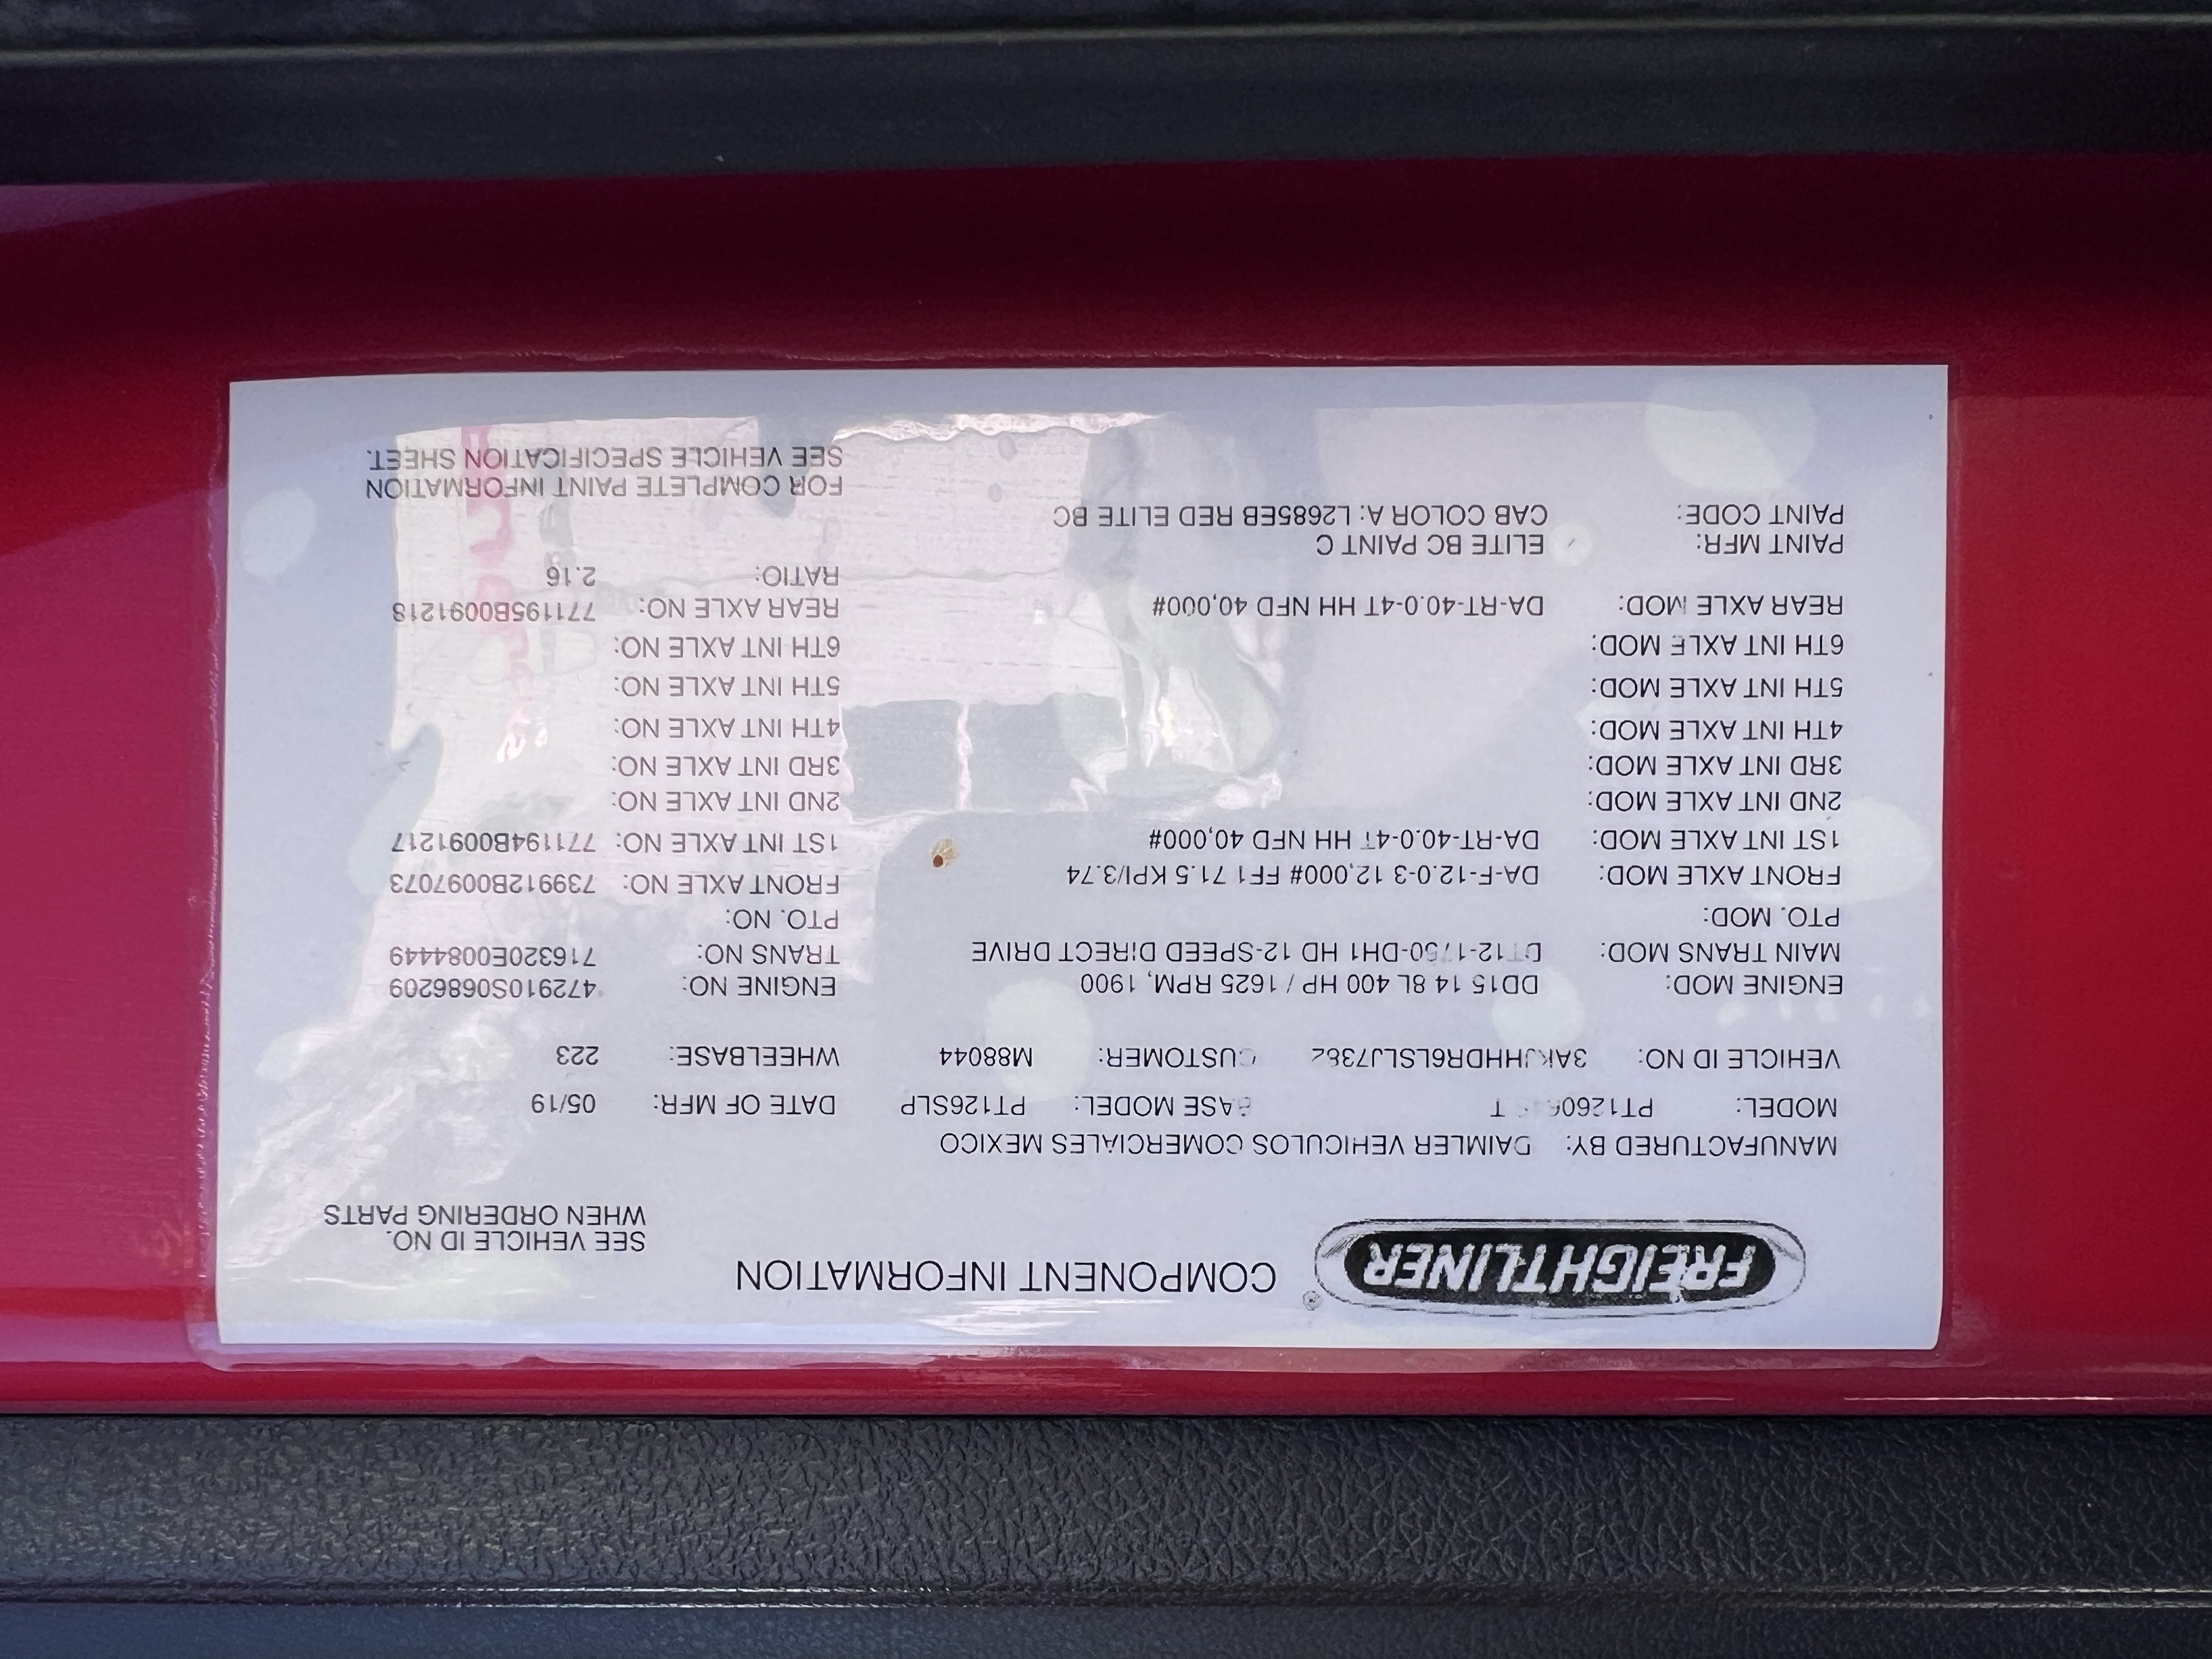 FREIGHTLINER ® COMPONENT INFORMATION
SEE VEHICLE ID NO.
WHEN ORDERING PARTS
MANUFACTURED BY: DAIMLER VEHICULOS COMERCIALES MEXICO
MODEL: BASE MODEL: PT126SLP DATE OF MFR: 05/19
VEHICLE ID NO: CUSTOMER: M88044 WHEELBASE: 223
ENGINE MOD: DD15 14.8L 400 HP / 1625 RPM, 1900 ENGINE NO: 472910S0686209
MAIN TRANS MOD: DT12-1750-DH1 HD 12-SPEED DIRECT DRIVE TRANS NO: 716320E0084449
PTO. MOD: PTO. NO:
FRONT AXLE MOD: DA-F-12.0-3 12,000# FF1 71.5 KPI/3.74 FRONT AXLE NO: 739912B0097073
1ST INT AXLE MOD: DA-RT-40.0-4T HH NFD 40,000# 1ST INT AXLE NO: 771194B0091217
2ND INT AXLE MOD: 2ND INT AXLE NO:
3RD INT AXLE MOD: 3RD INT AXLE NO:
4TH INT AXLE MOD: 4TH INT AXLE NO:
5TH INT AXLE MOD: 5TH INT AXLE NO:
6TH INT AXLE MOD: 6TH INT AXLE NO:
REAR AXLE MOD: DA-RT-40.0-4T HH NFD 40,000# REAR AXLE NO: 771195B0091218
RATIO: 2.16
PAINT MFR: ELITE BC PAINT C
PAINT CODE: CAB COLOR A: L2685EB RED ELITE BC
FOR COMPLETE PAINT INFORMATION
SEE VEHICLE SPECIFICATION SHEET.